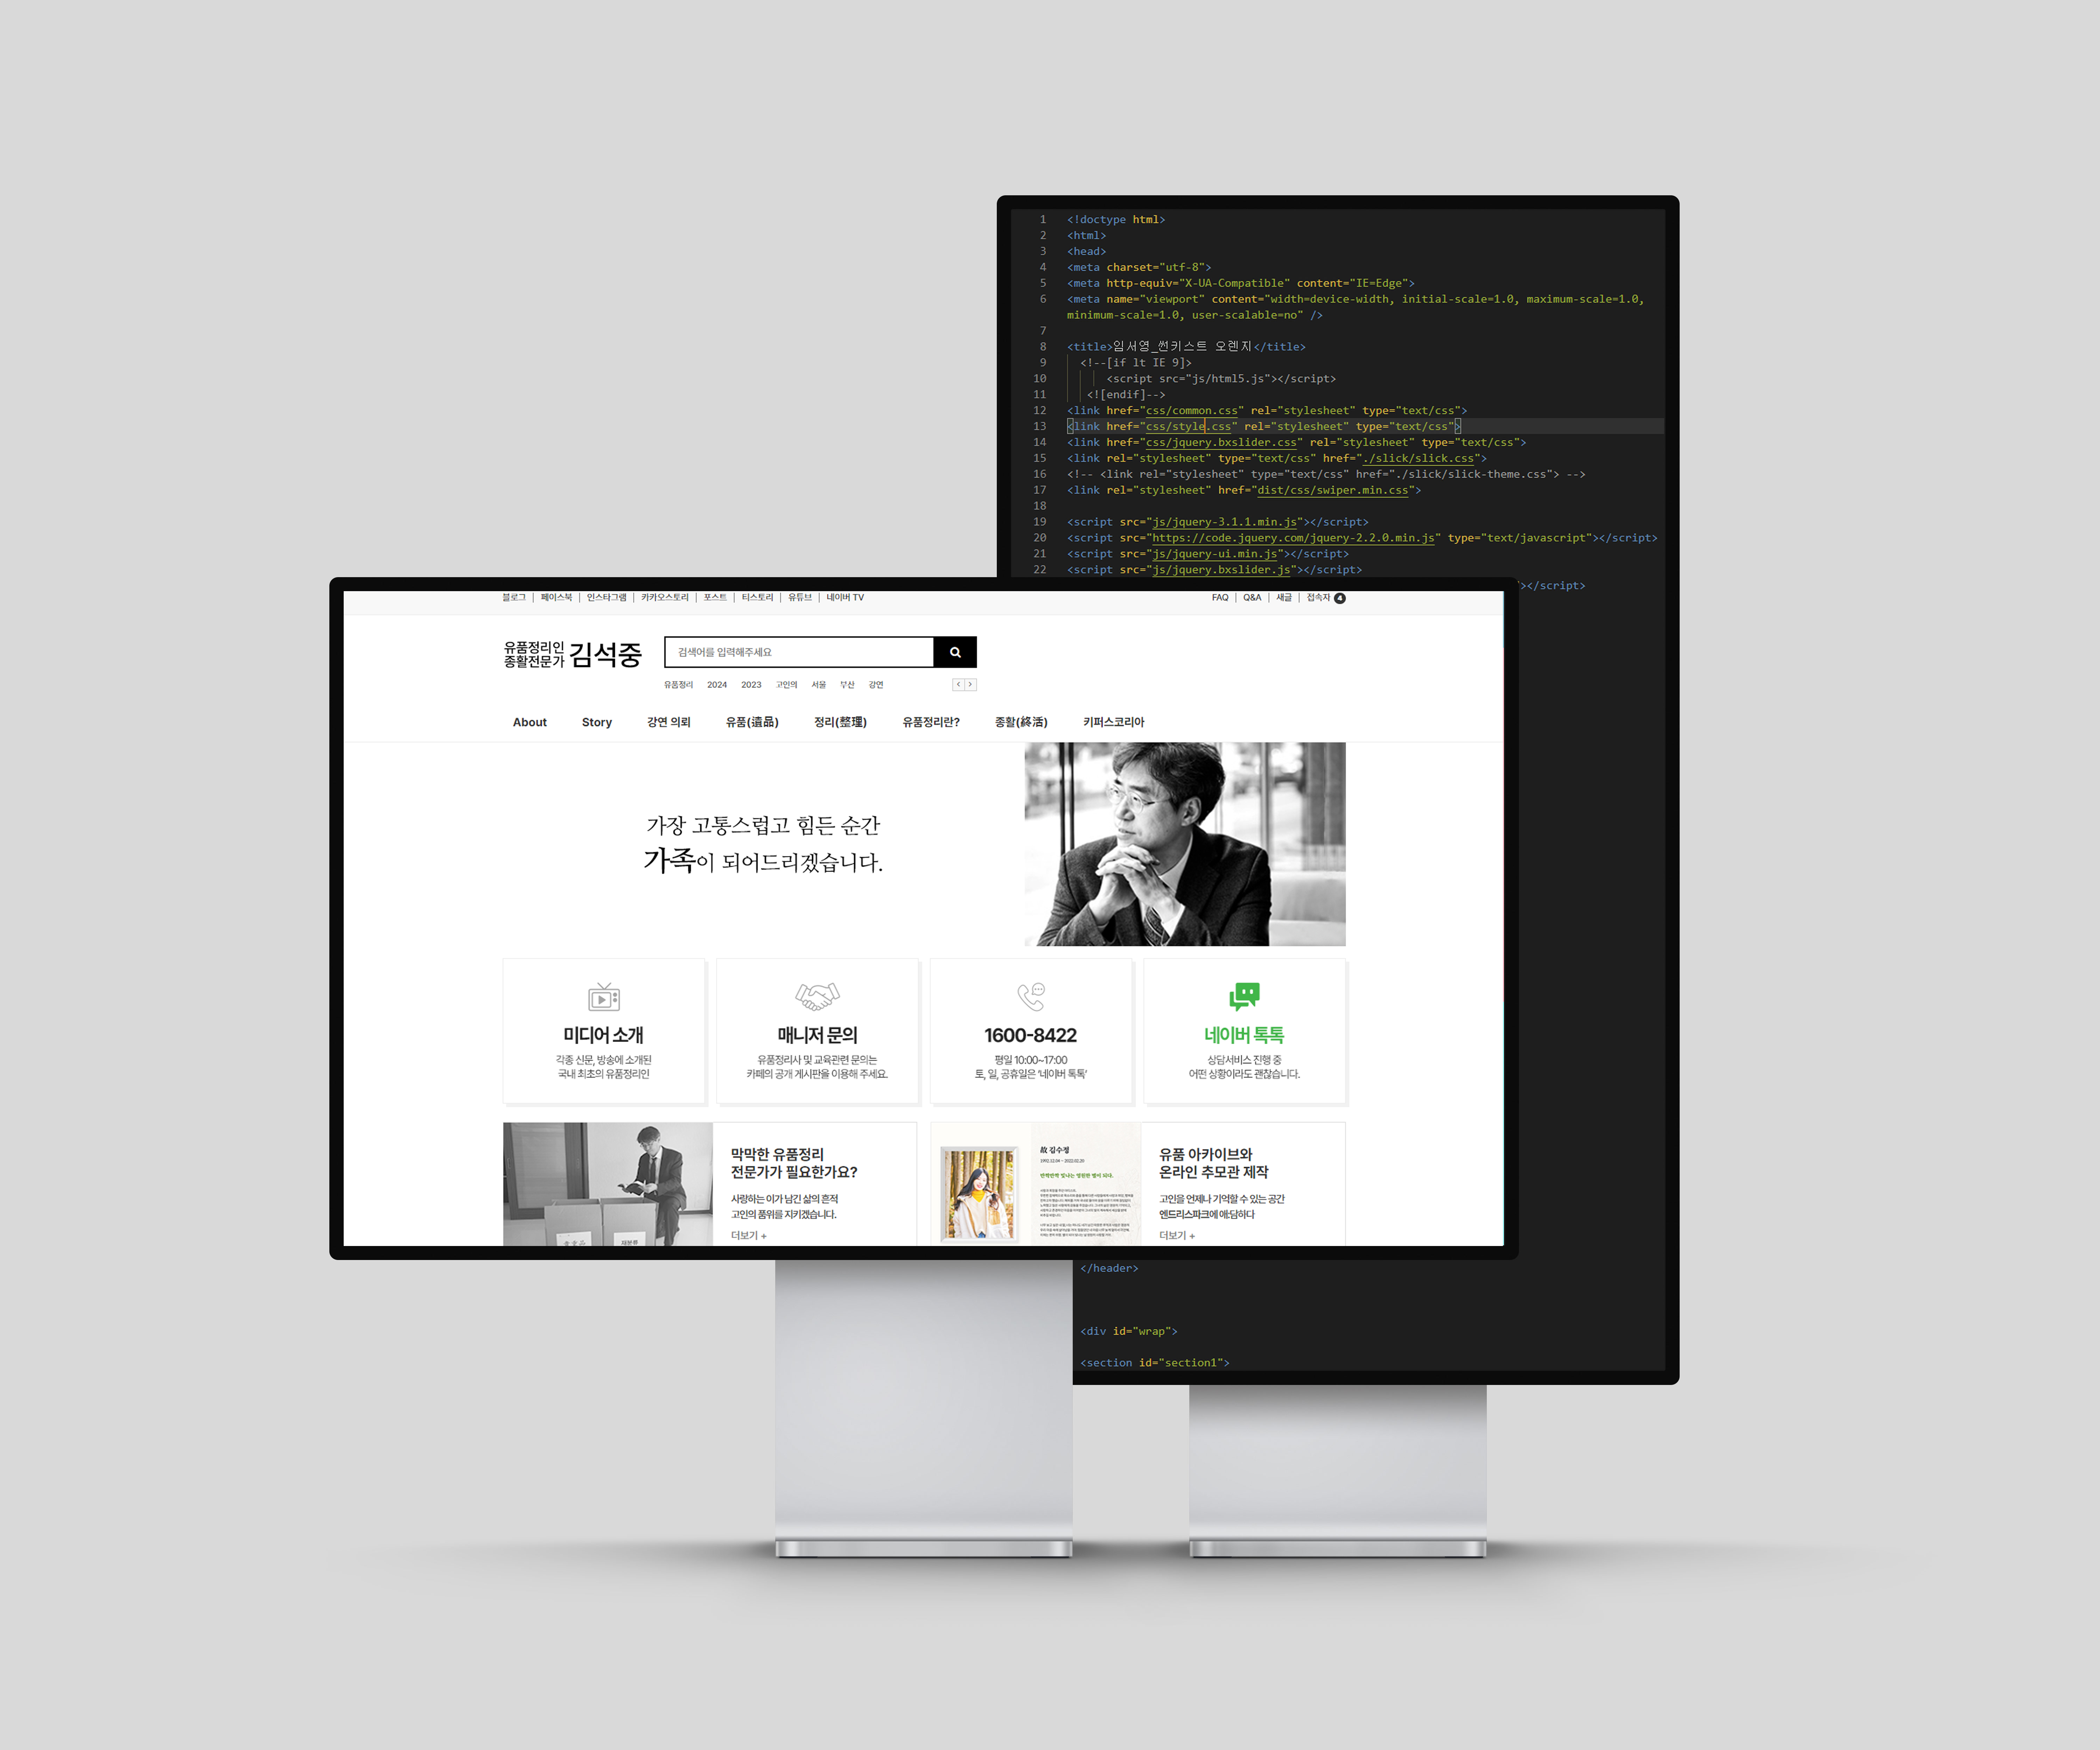 1 <!doctype html>
2 <html>
3 <head>
4 <meta charset="utf-8">
5 <meta http-equiv="X-UA-Compatible" content="IE=Edge">
6 <meta name="viewport" content="width=device-width, initial-scale=1.0, maximum-scale=1.0,
minimum-scale=1.0, user-scalable=no" />
7
8 <title>임서영_썬키스트 오렌지</title>
9 <!--[if lt IE 9]>
10 <script src="js/html5.js"></script>
11 <![endif]-->
12 <link href="css/common.css" rel="stylesheet" type="text/css">
13 <link href="css/style.css" rel="stylesheet" type="text/css">
14 <link href="css/jquery.bxslider.css" rel="stylesheet" type="text/css">
15 <link rel="stylesheet" type="text/css" href="./slick/slick.css">
16 <!-- <link rel="stylesheet" type="text/css" href="./slick/slick-theme.css"> -->
17 <link rel="stylesheet" href="dist/css/swiper.min.css">
18
19 <script src="js/jquery-3.1.1.min.js"></script>
20 <script src="https://code.jquery.com/jquery-2.2.0.min.js" type="text/javascript"></script>
21 <script src="js/jquery-ui.min.js"></script>
22 <script src="js/jquery.bxslider.js"></script>
"></script>
블로그 | 페이스북 | 인스타그램 | 카카오스토리 | 포스트 | 티스토리 | 유튜브 | 네이버 TV
FAQ | Q&A | 새글 | 접속자 4
유품정리인
종활전문가 김석중
검색어를 입력해주세요
유품정리 2024 2023 고인의 서울 부산 강연
About Story 강연 의뢰 유품(遺品) 정리(整理) 유품정리란? 종활(終活) 키퍼스코리아
가장 고통스럽고 힘든 순간
가족이 되어드리겠습니다.
미디어 소개
각종 신문, 방송에 소개된
국내 최초의 유품정리인
매니저 문의
유품정리사 및 교육관련 문의는
카페의 공개 게시판을 이용해 주세요.
1600-8422
평일 10:00~17:00
토, 일, 공휴일은 '네이버 톡톡'
네이버 톡톡
상담서비스 진행 중
어떤 상황이라도 괜찮습니다.
재분류
막막한 유품정리
전문가가 필요한가요?
사랑하는 이가 남긴 삶의 흔적
고인의 품위를 지키겠습니다.
더보기 +
故 김수정
1992.12.04 ~ 2022.02.20
반짝반짝 빛나는 영원한 별이 되다.
유품 아카이브와
온라인 추모관 제작
고인을 언제나 기억할 수 있는 공간
엔드리스파크에 애:담하다
더보기 +
</header>
<div id="wrap">
<section id="section1">